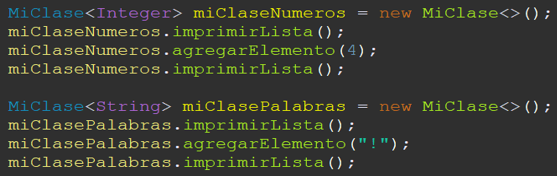 MiClase<Integer> miClaseNumeros = new MiClase<>();
miClaseNumeros.imprimirLista();
miClaseNumeros.agregarElemento(4);
miClaseNumeros.imprimirLista();
MiClase<String> miClasePalabras = new MiClase<>();
miClasePalabras.imprimirLista();
miClasePalabras.agregarElemento("!");
miClasePalabras.imprimirLista();